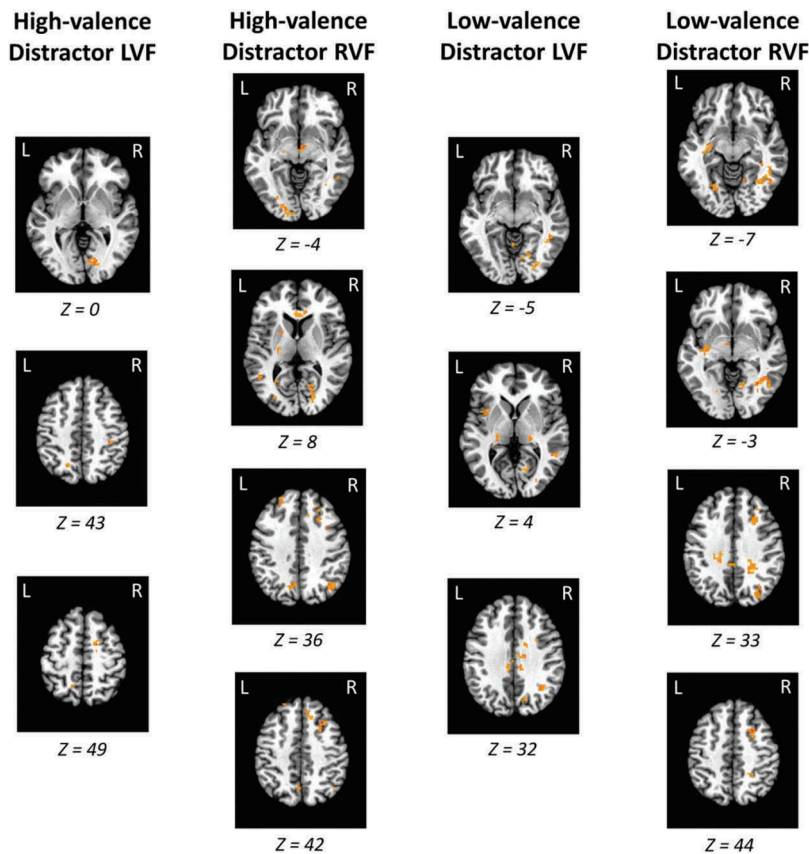 High-valence
Distractor LVF
L R
Z = 0
L R
Z = 43
L R
Z = 49
High-valence
Distractor RVF
L R
Z = -4
L R
Z = 8
L R
Z = 36
L R
Z = 42
Low-valence
Distractor LVF
L R
Z = -5
L R
Z = 4
L R
Z = 32
Low-valence
Distractor RVF
L R
Z = -7
L R
Z = -3
L R
Z = 33
L R
Z = 44